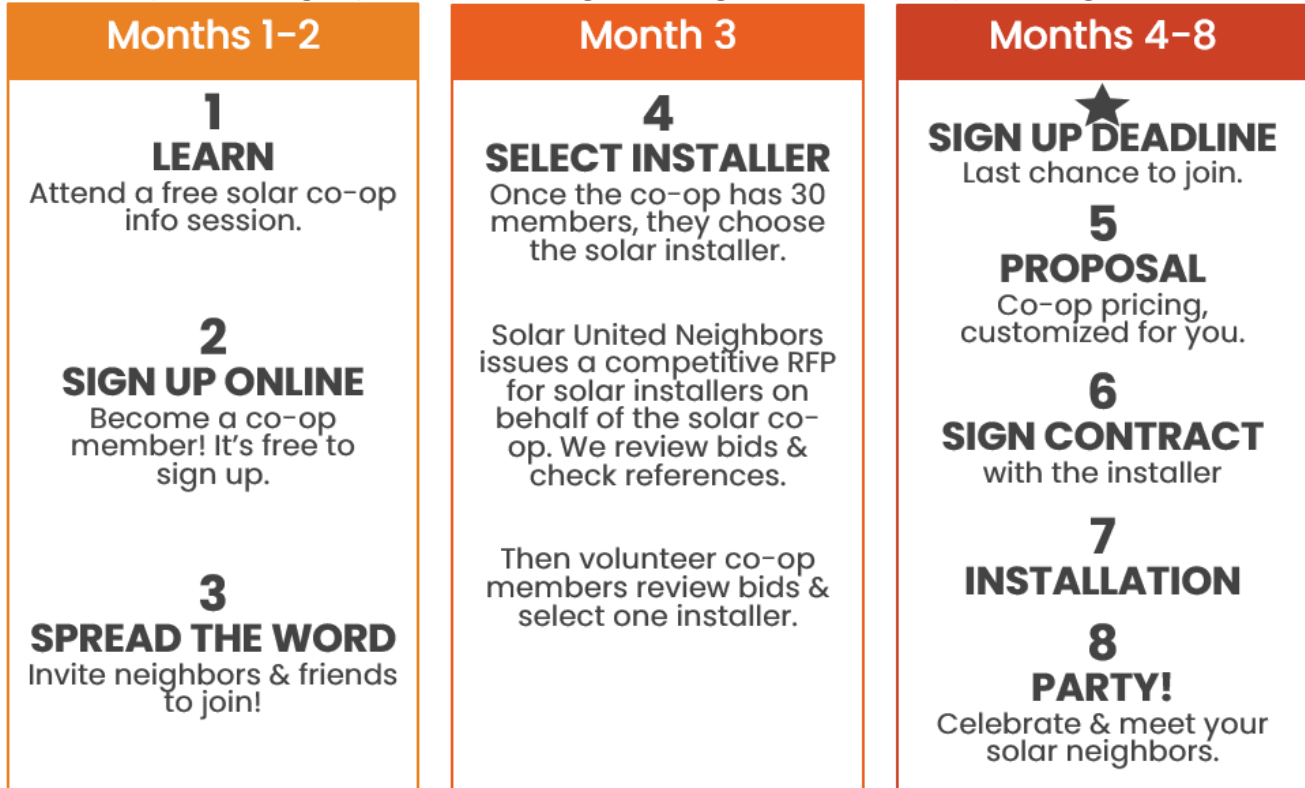 Months 1-2
1
LEARN
Attend a free solar co-op
info session.
2
SIGN UP ONLINE
Become a co-op
member! It's free to
sign up.
3
SPREAD THE WORD
Invite neighbors & friends
to join!
Month 3
4
SELECT INSTALLER
Once the co-op has 30
members, they choose
the solar installer.
Solar United Neighbors
issues a competitive RFP
for solar installers on
behalf of the solar co-
op. We review bids &
check references.
Then volunteer co-op
members review bids &
select one installer.
Months 4-8
SIGN UP DEADLINE
Last chance to join.
5
PROPOSAL
Co-op pricing,
customized for you.
6
SIGN CONTRACT
with the installer
7
INSTALLATION
8
PARTY!
Celebrate & meet your
solar neighbors.